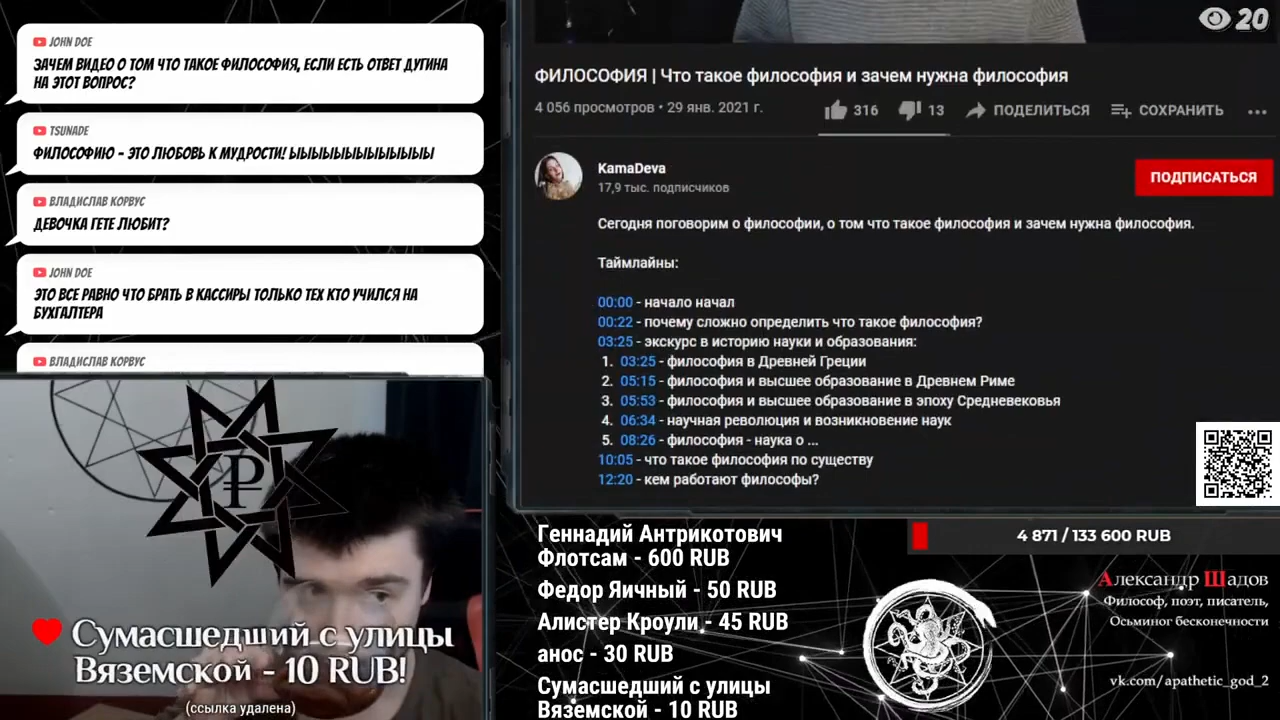 JOHN DOE
ЗАЧЕМ ВИДЕО О ТОМ ЧТО ТАКОЕ ФИЛОСОФИЯ, ЕСЛИ ЕСТЬ ОТВЕТ ДУГИНА
НА ЭТОТ ВОПРОС?
TSUNADE
ФИЛОСОФИЮ - ЭТО ЛЮБОВЬ К МУДРОСТИ! ЫЫЫЫЫЫЫЫЫЫЫЫ
ВЛАДИСЛАВ КОРВУС
ДЕВОЧКА ГЕТЕ ЛЮБИТ?
JOHN DOE
ЭТО ВСЕ РАВНО ЧТО БРАТЬ В КАССИРЫ ТОЛЬКО ТЕХ КТО УЧИЛСЯ НА
БУХГАЛТЕРА
ВЛАДИСЛАВ КОРВУС
₽
Сумасшедший с улицы
Вяземской - 10 RUB!
(ссылка удалена)
20
ФИЛОСОФИЯ | Что такое философия и зачем нужна философия
4 056 просмотров • 29 янв. 2021 г.
316
13
ПОДЕЛИТЬСЯ
СОХРАНИТЬ
KamaDeva
17,9 тыс. подписчиков
ПОДПИСАТЬСЯ
Сегодня поговорим о философии, о том что такое философия и зачем нужна философия.
Таймлайны:
00:00 - начало начал
00:22 - почему сложно определить что такое философия?
03:25 - экскурс в историю науки и образования:
1. 03:25 - философия в Древней Греции
2. 05:15 - философия и высшее образование в Древнем Риме
3. 05:53 - философия и высшее образование в эпоху Средневековья
4. 06:34 - научная революция и возникновение наук
5. 08:26 - философия - наука о ...
10:05 - что такое философия по существу
12:20 - кем работают философы?
Геннадий Антрикотович
Флотсам - 600 RUB
Федор Яичный - 50 RUB
Алистер Кроули - 45 RUB
анос - 30 RUB
Сумасшедший с улицы
Вяземской - 10 RUB
4 871 / 133 600 RUB
Александр Шадов
Философ, поэт, писатель,
Осьминог бесконечности
vk.com/apathetic_god_2